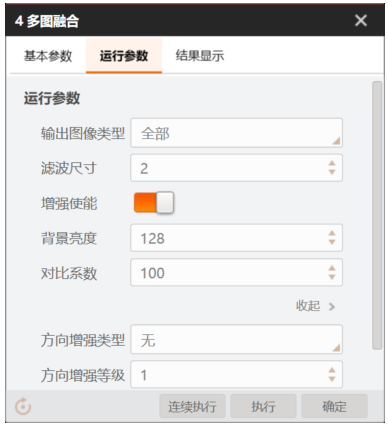 4 多图融合
基本参数 运行参数 结果显示
运行参数
输出图像类型 全部
滤波尺寸 2
增强使能
背景亮度 128
对比系数 100
收起
方向增强类型 无
方向增强等级 1
连续执行 执行 确定